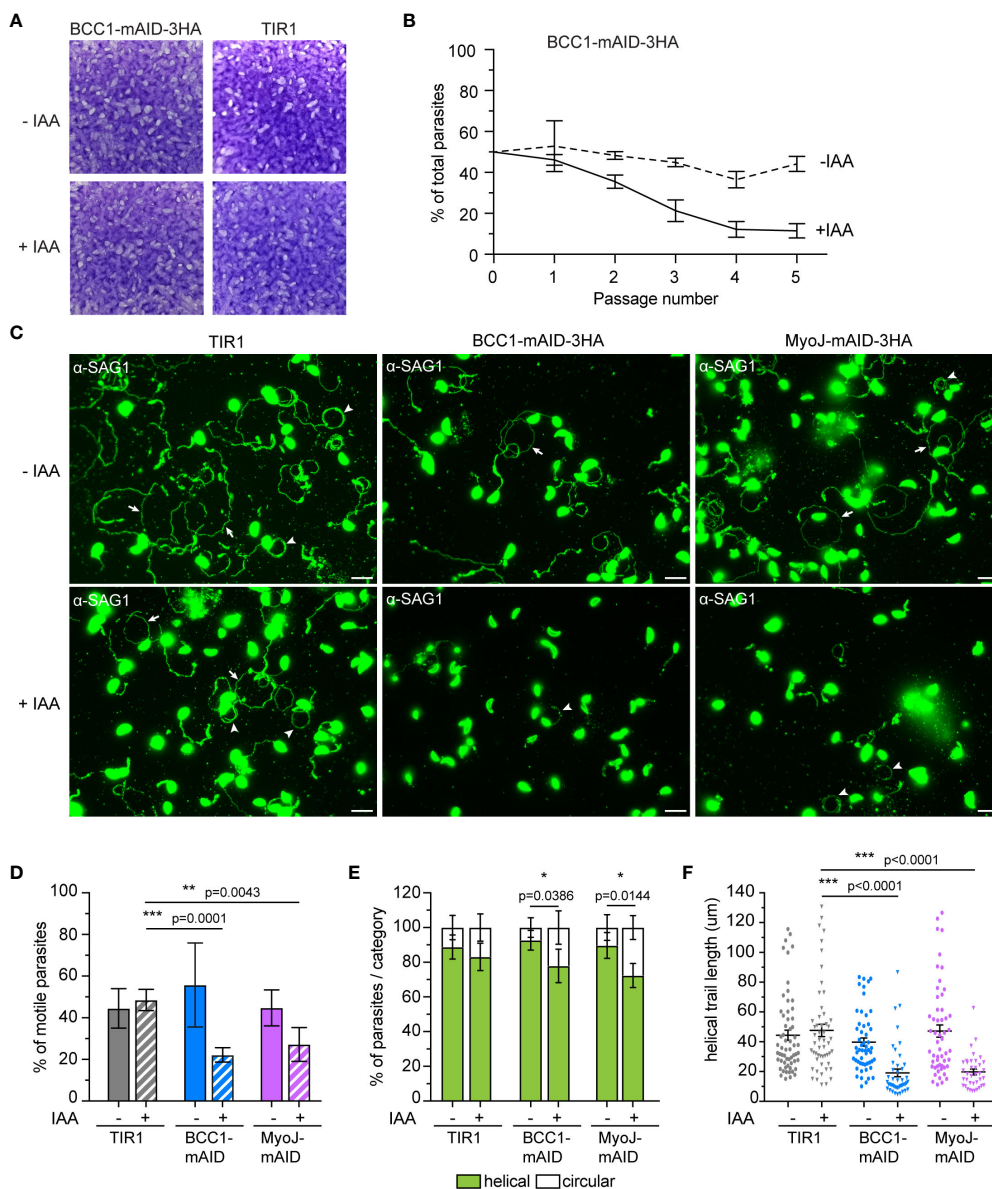 A
BCC1-mAID-3HA
TIR1
- IAA
+ IAA
B
BCC1-mAID-3HA
% of total parasites
100
80
60
40
20
0
0 1 2 3 4 5
Passage number
-IAA
+IAA
C
TIR1
BCC1-mAID-3HA
MyoJ-mAID-3HA
- IAA
α-SAG1
α-SAG1
α-SAG1
+ IAA
α-SAG1
α-SAG1
α-SAG1
D
% of motile parasites
100
80
60
40
20
0
** p=0.0043
*** p=0.0001
IAA - + - + - +
TIR1
BCC1-
mAID
MyoJ-
mAID
E
% of parasites / category
120
100
80
60
40
20
0
* *
p=0.0386 p=0.0144
- + - + - +
IAA
TIR1
BCC1-
mAID
MyoJ-
mAID
helical circular
F
helical trail length (um)
140
130
120
100
80
60
40
20
0
*** p<0.0001
*** p<0.0001
IAA - + - + - +
TIR1
BCC1-
mAID
MyoJ-
mAID